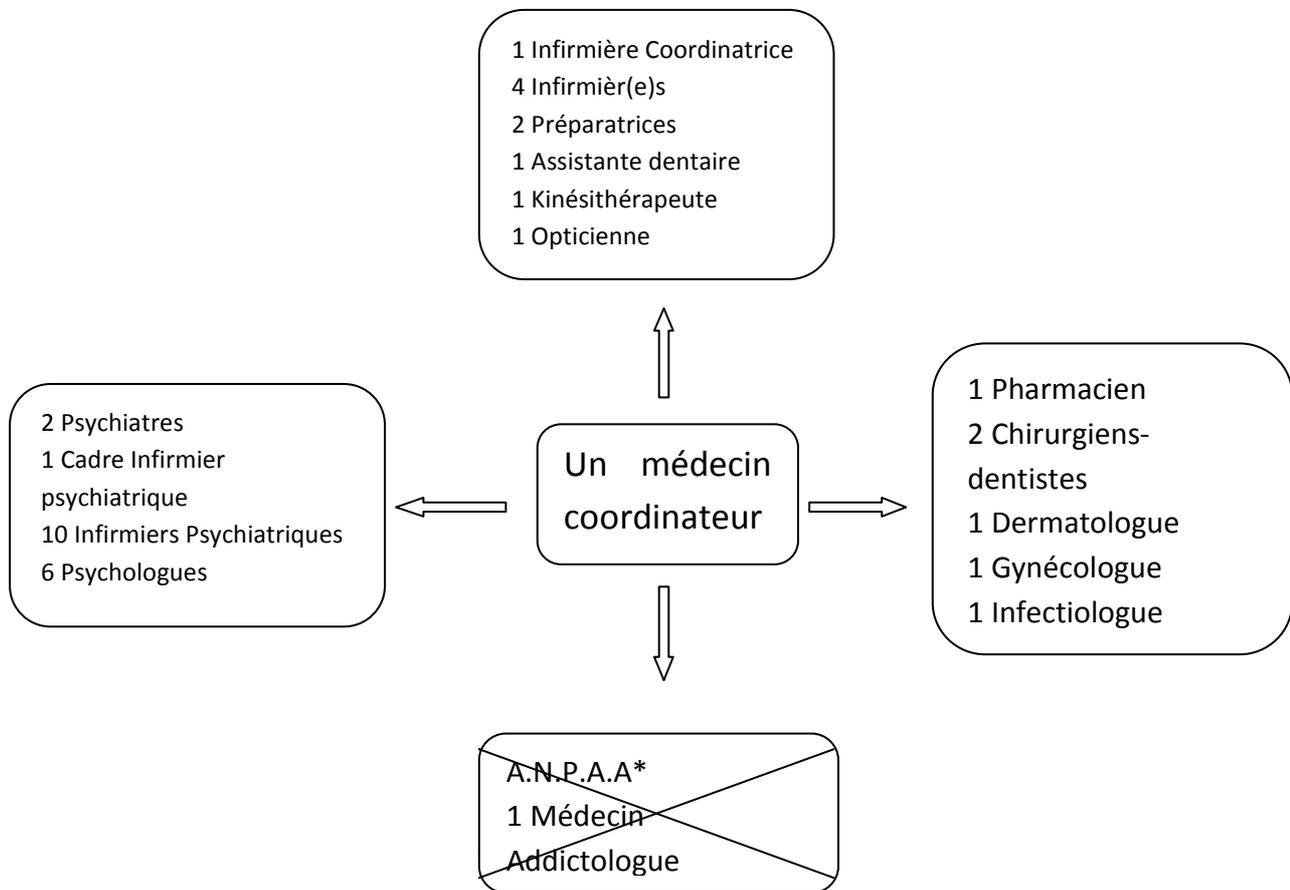 1 Infirmière Coordinatrice
4 Infirmièr(e)s
2 Préparatrices
1 Assistante dentaire
1 Kinésithérapeute
1 Opticienne
2 Psychiatres
1 Cadre Infirmier
psychiatrique
10 Infirmiers Psychiatriques
6 Psychologues
Un médecin
coordinateur
1 Pharmacien
2 Chirurgiens-
dentistes
1 Dermatologue
1 Gynécologue
1 Infectiologue
A.N.P.A.A*
1 Médecin
Addictologue